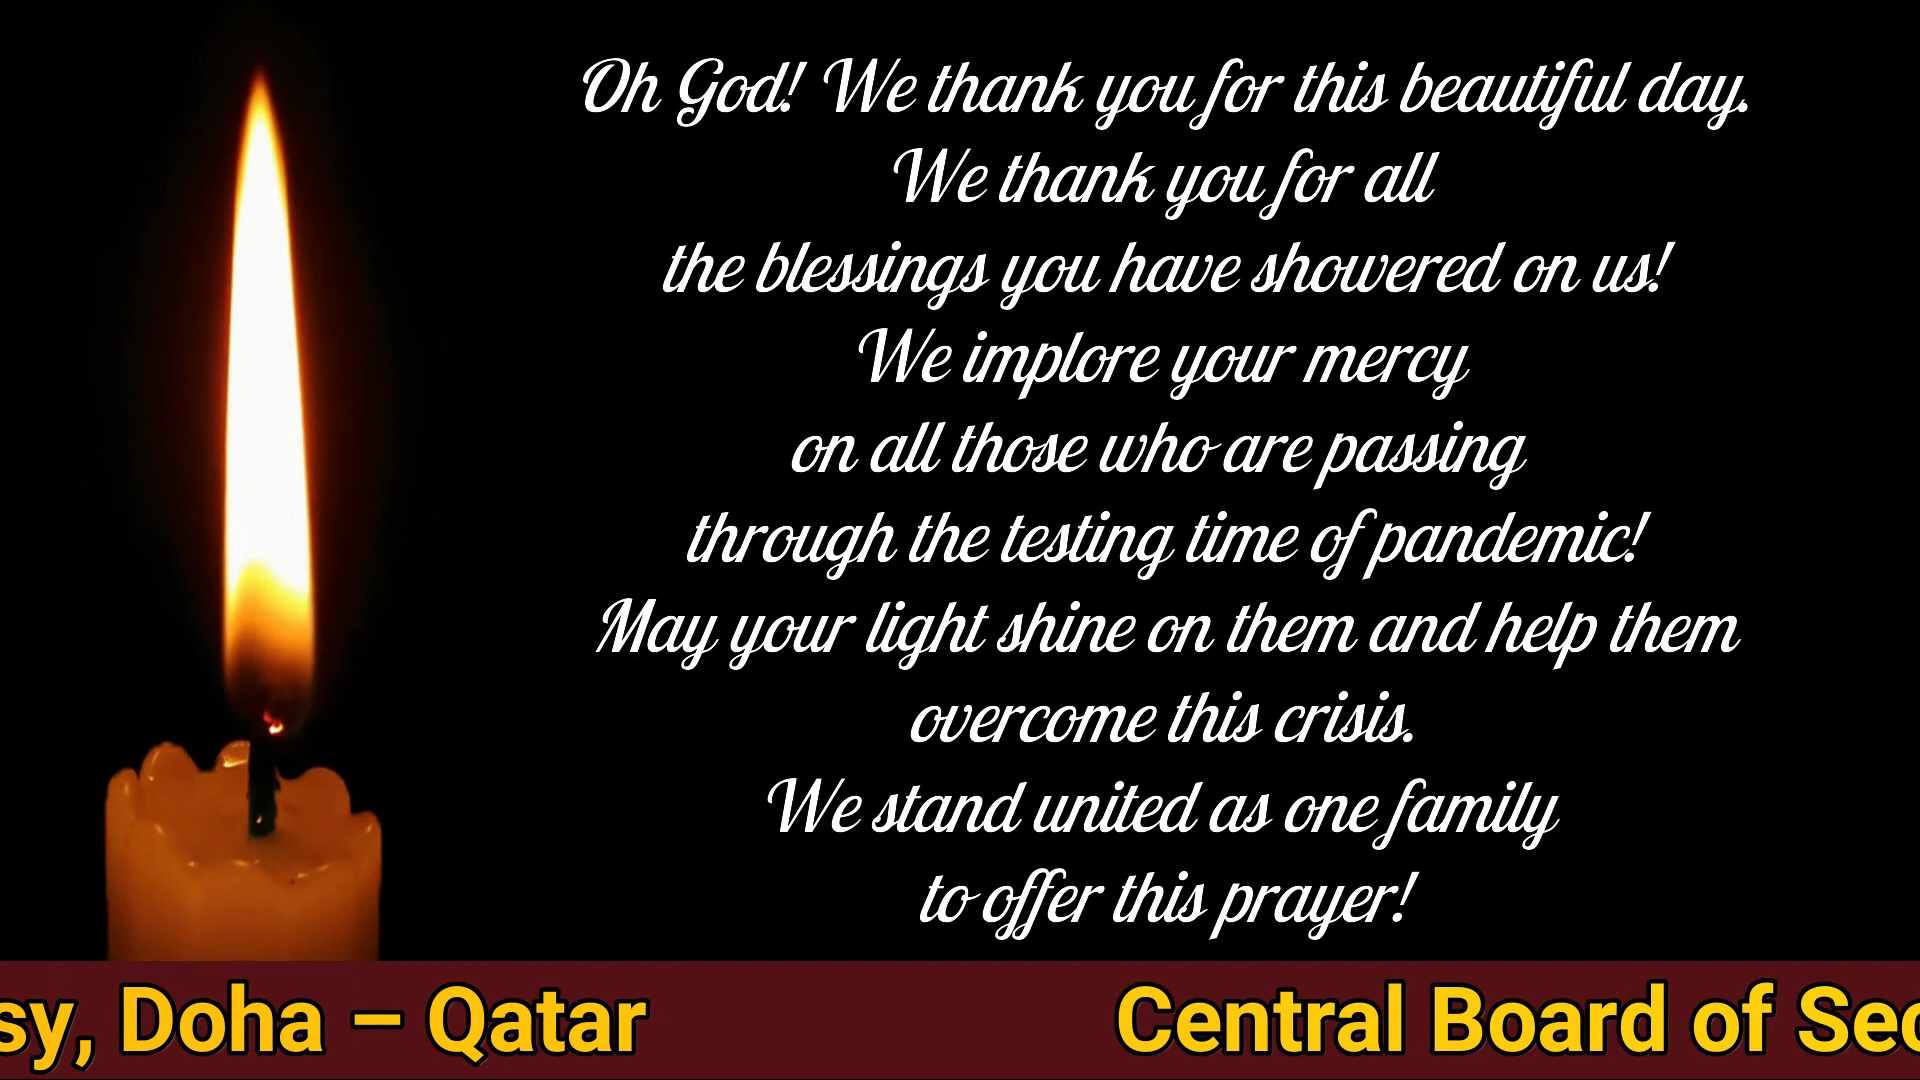 Oh God! We thank you for this beautiful day.
We thank you for all
the blessings you have showered on us!
We implore your mercy
on all those who are passing
through the testing time of pandemic!
May your light shine on them and help them
overcome this crisis.
We stand united as one family
to offer this prayer!
sy, Doha – Qatar
Central Board of Sec